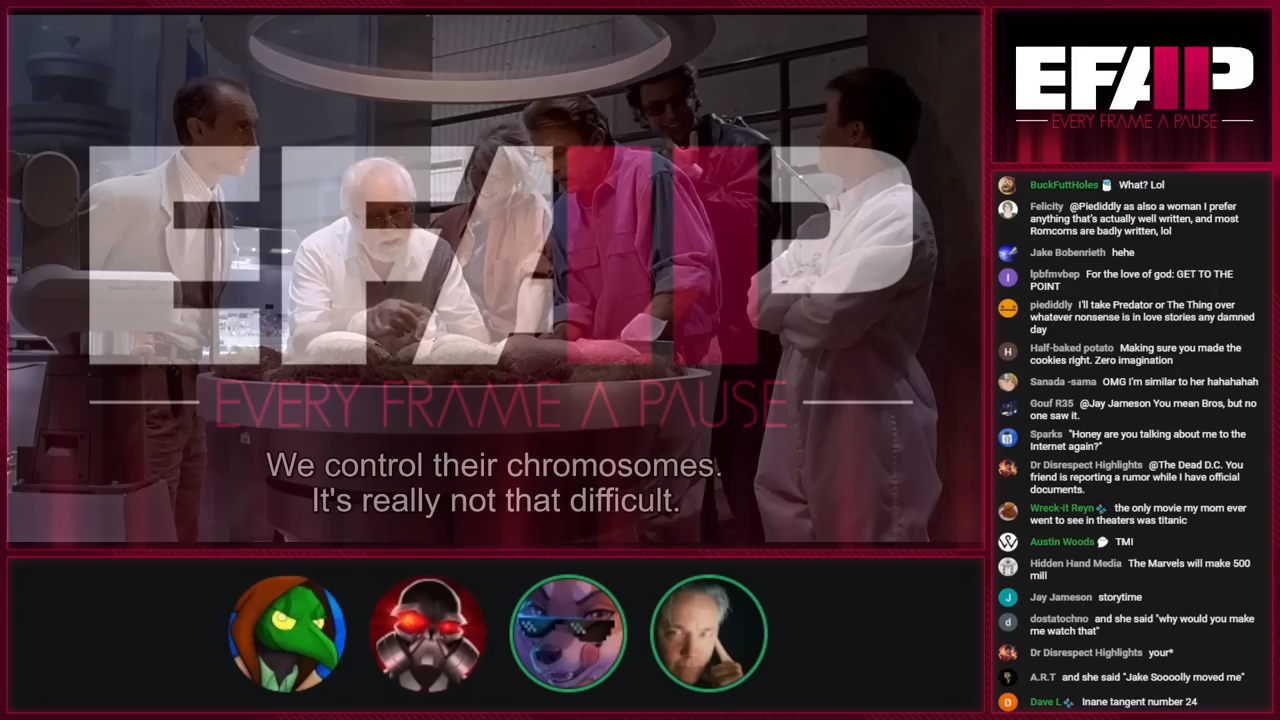 EFAP
EVERY FRAME A PAUSE
We control their chromosomes.
It's really not that difficult.
EFAP
EVERY FRAME A PAUSE
BuckFuttHoles What? Lol
Felicity @Piediddly as also a woman I prefer
anything that's actually well written, and most
Romcoms are badly written, lol
Jake Bobenrieth hehe
I
lpbfmvbep For the love of god: GET TO THE
POINT
piediddly I'll take Predator or The Thing over
whatever nonsense is in love stories any damned
day
H
Half-baked potato Making sure you made the
cookies right. Zero imagination
Sanada -sama OMG I'm similar to her hahahahah
Gouf R35 @Jay Jameson You mean Bros, but no
one saw it.
Sparks "Honey are you talking about me to the
Internet again?"
Dr Disrespect Highlights @The Dead D.C. You
friend is reporting a rumor while I have official
documents.
Wreck-it Reyn the only movie my mom ever
went to see in theaters was titanic
Austin Woods TMI
Hidden Hand Media The Marvels will make 500
mill
J
Jay Jameson storytime
d
dostatochno and she said "why would you make
me watch that"
Dr Disrespect Highlights your*
A.R.T and she said "Jake Soooolly moved me"
D
Dave L Inane tangent number 24